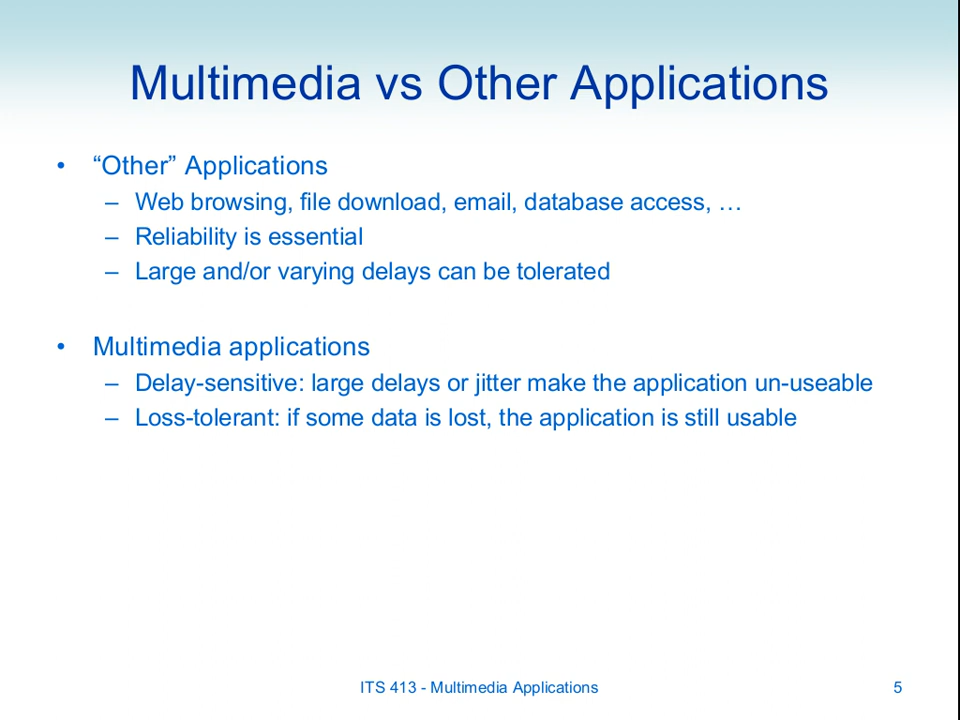 Multimedia vs Other Applications
• “Other” Applications
– Web browsing, file download, email, database access, …
– Reliability is essential
– Large and/or varying delays can be tolerated
• Multimedia applications
– Delay-sensitive: large delays or jitter make the application un-useable
– Loss-tolerant: if some data is lost, the application is still usable
ITS 413 - Multimedia Applications
5